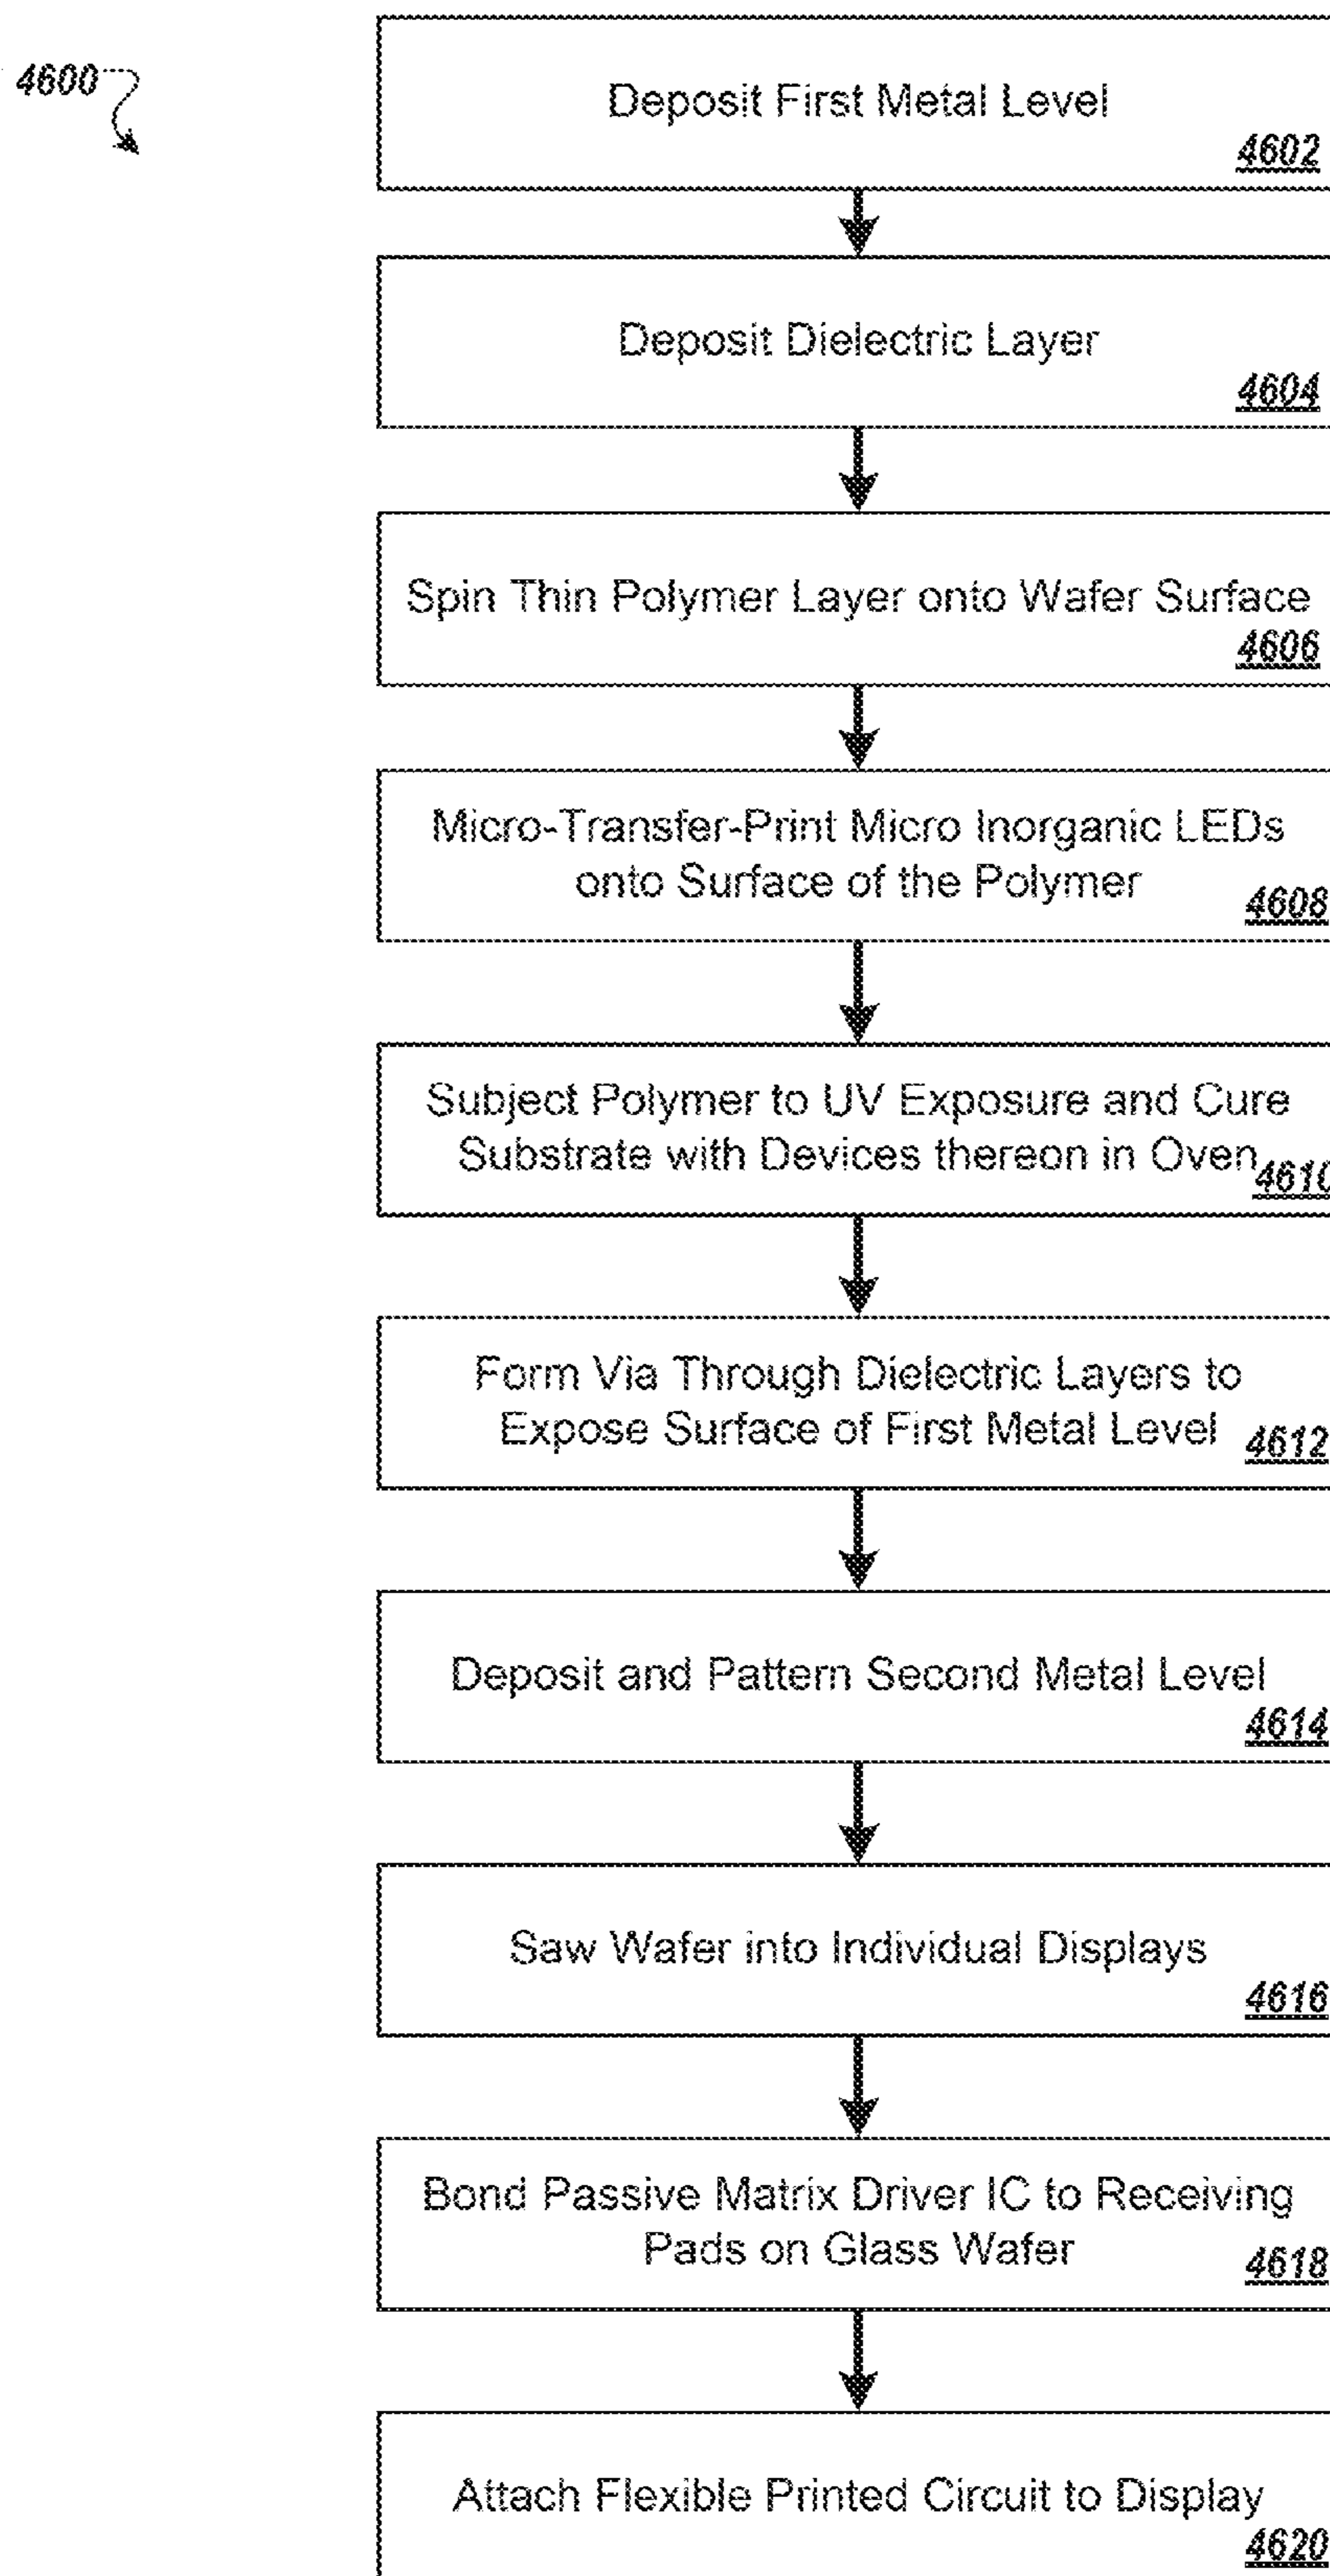 4600
Deposit First Metal Level
4602
Deposit Dielectric Layer
4604
Spin Thin Polymer Layer onto Wafer Surface
4606
Micro-Transfer-Print Micro Inorganic LEDs
onto Surface of the Polymer
4608
Subject Polymer to UV Exposure and Cure
Substrate with Devices thereon in Oven
4610
Form Via Through Dielectric Layers to
Expose Surface of First Metal Level
4612
Deposit and Pattern Second Metal Level
4614
Saw Wafer into Individual Displays
4616
Bond Passive Matrix Driver IC to Receiving
Pads on Glass Wafer
4618
Attach Flexible Printed Circuit to Display
4620